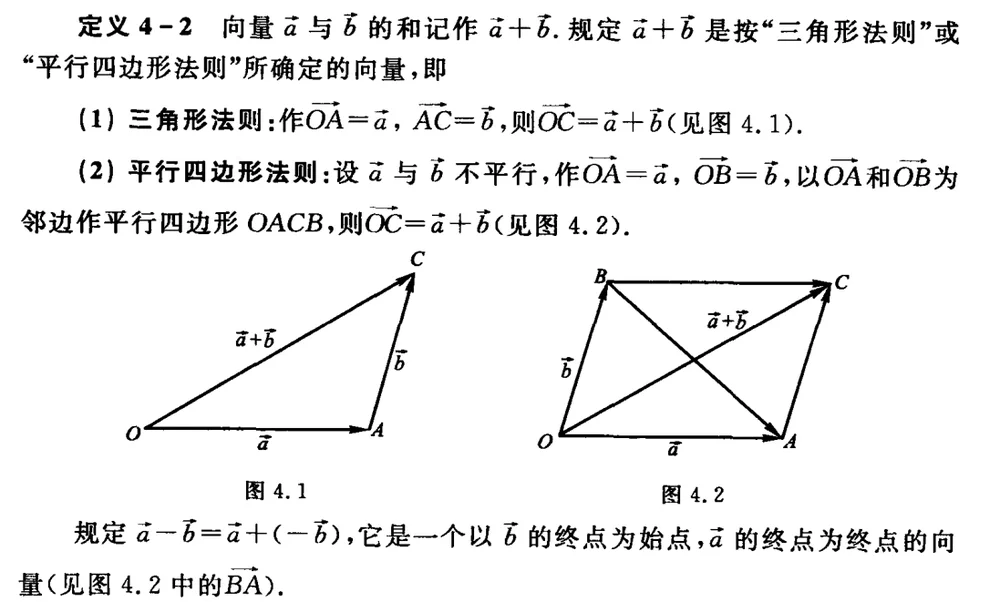 定义 4-2 向量 a⃗ 与 b⃗ 的和记作 a⃗+b⃗. 规定 a⃗+b⃗ 是按“三角形法则”或
“平行四边形法则”所确定的向量,即
(1) 三角形法则:作OA⃗=a⃗, AC⃗=b⃗,则OC⃗=a⃗+b⃗(见图 4.1).
(2) 平行四边形法则:设 a⃗ 与 b⃗ 不平行,作OA⃗=a⃗, OB⃗=b⃗,以OA⃗和OB⃗为
邻边作平行四边形 OACB,则OC⃗=a⃗+b⃗(见图 4.2).
C
a⃗+b⃗
b⃗
O
a⃗
A
图 4.1
B
C
a⃗+b⃗
b⃗
O
a⃗
A
图 4.2
规定 a⃗-b⃗=a⃗+(-b⃗),它是一个以 b⃗ 的终点为始点,a⃗ 的终点为终点的向
量(见图 4.2 中的BA⃗).